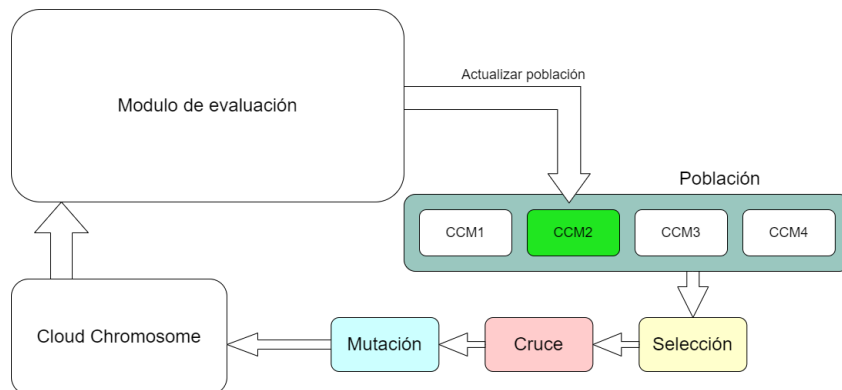 Actualizar población
Modulo de evaluación
Población
CCM1
CCM2
CCM3
CCM4
Cloud Chromosome
Mutación
Cruce
Selección